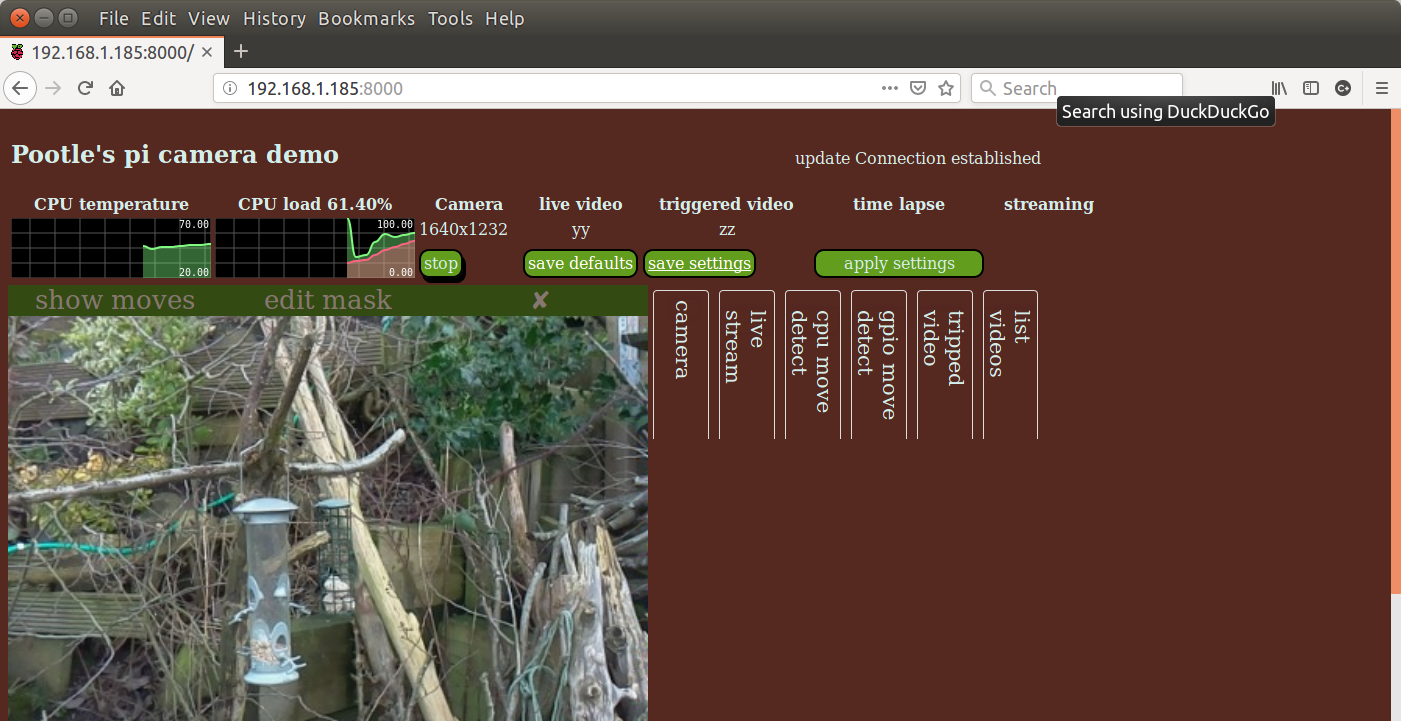 File Edit View History Bookmarks Tools Help
192.168.1.185:8000/
192.168.1.185:8000
Search
Search using DuckDuckGo
Pootle's pi camera demo
update Connection established
CPU temperature CPU load 61.40% Camera live video triggered video time lapse streaming
70.00
20.00
100.00
0.00
1640x1232 yy zz
stop save defaults save settings apply settings
show moves edit mask ✘
camera
live
stream
cpu move
detect
gpio move
detect
tripped
video
list
videos